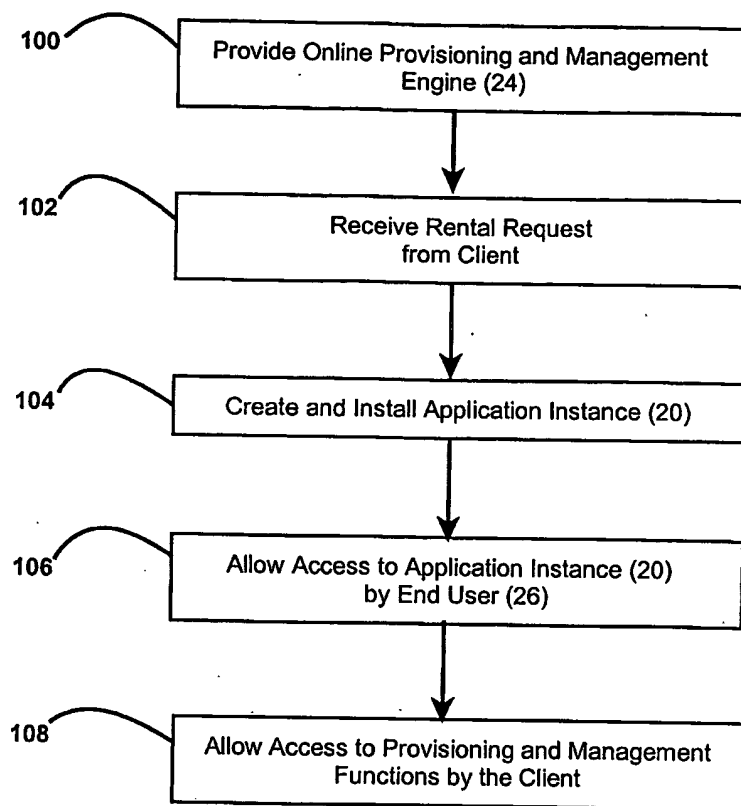 100
Provide Online Provisioning and Management
Engine (24)
102
Receive Rental Request
from Client
104
Create and Install Application Instance (20)
106
Allow Access to Application Instance (20)
by End User (26)
108
Allow Access to Provisioning and Management
Functions by the Client